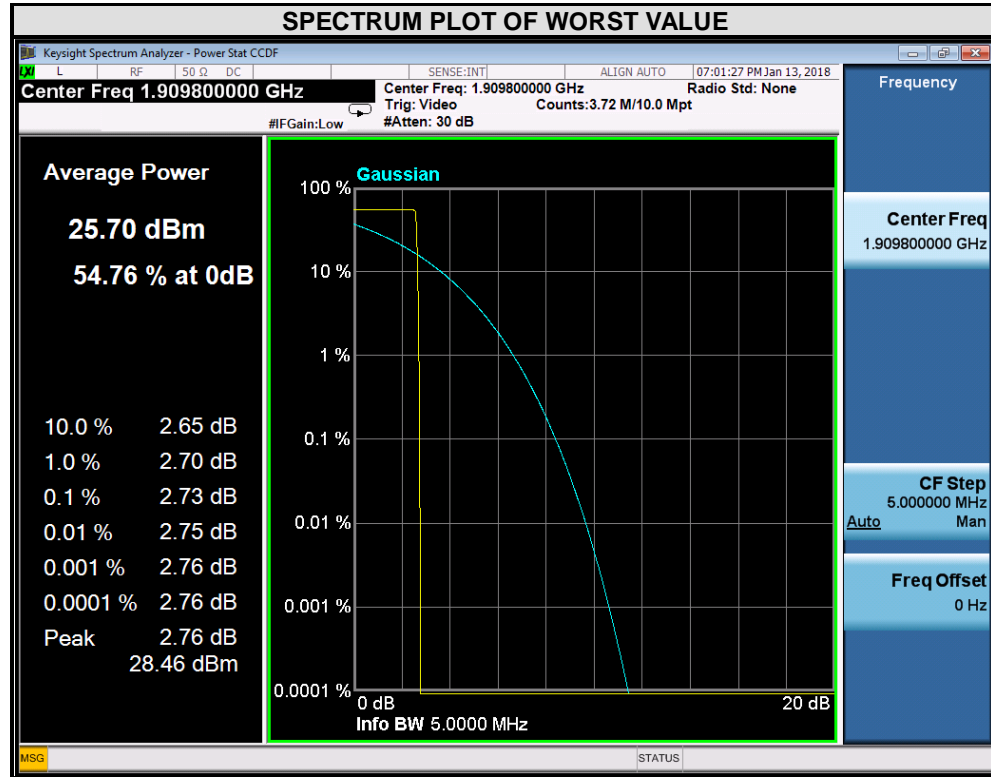 SPECTRUM PLOT OF WORST VALUE
Keysight Spectrum Analyzer - Power Stat CCDF
LXI L RF 50 Ω DC SENSE:INT ALIGN AUTO 07:01:27 PM Jan 13, 2018
Center Freq 1.909800000 GHz
#IFGain:Low
Center Freq: 1.909800000 GHz Radio Std: None
Trig: Video Counts:3.72 M/10.0 Mpt
#Atten: 30 dB
Average Power
25.70 dBm
54.76 % at 0dB
10.0 % 2.65 dB
1.0 % 2.70 dB
0.1 % 2.73 dB
0.01 % 2.75 dB
0.001 % 2.76 dB
0.0001 % 2.76 dB
Peak 2.76 dB
28.46 dBm
Gaussian
100 %
10 %
1 %
0.1 %
0.01 %
0.001 %
0.0001 %
0 dB 20 dB
Info BW 5.0000 MHz
Frequency
Center Freq
1.909800000 GHz
CF Step
5.000000 MHz
Auto Man
Freq Offset
0 Hz
MSG STATUS